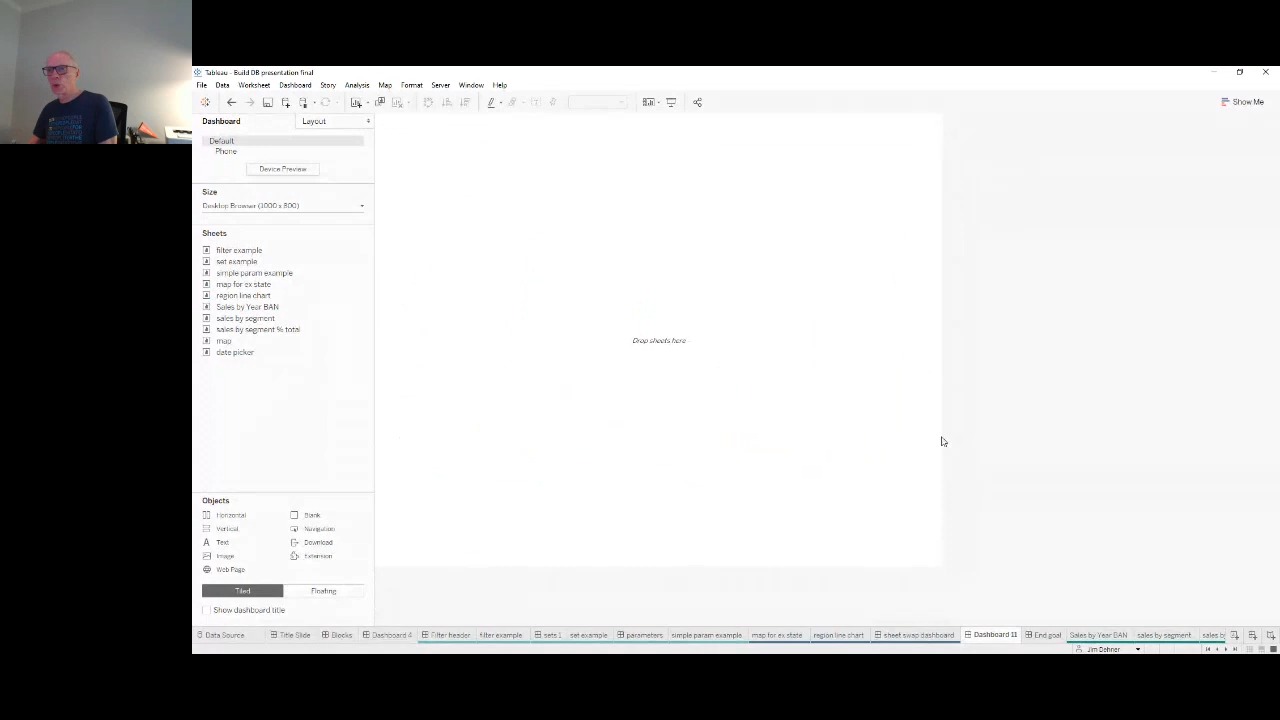 Tableau - Build DB presentation final
File Data Worksheet Dashboard Story Analysis Map Format Server Window Help
Show Me
Dashboard Layout
Default
Phone
Device Preview
Size
Desktop Browser (1000 x 800)
Sheets
filter example
set example
simple param example
map for ex state
region line chart
Sales by Year BAN
sales by segment
sales by segment % total
map
date picker
Drop sheets here
Objects
Horizontal Blank
Vertical Navigation
Text Download
Image Extension
Web Page
Tiled Floating
Show dashboard title
Data Source Title Slide Blocks Dashboard 4 Filter header filter example sets 1 set example parameters simple param example map for ex state region line chart sheet swap dashboard Dashboard 11 End goal Sales by Year BAN sales by segment sales b
Jim Dehner